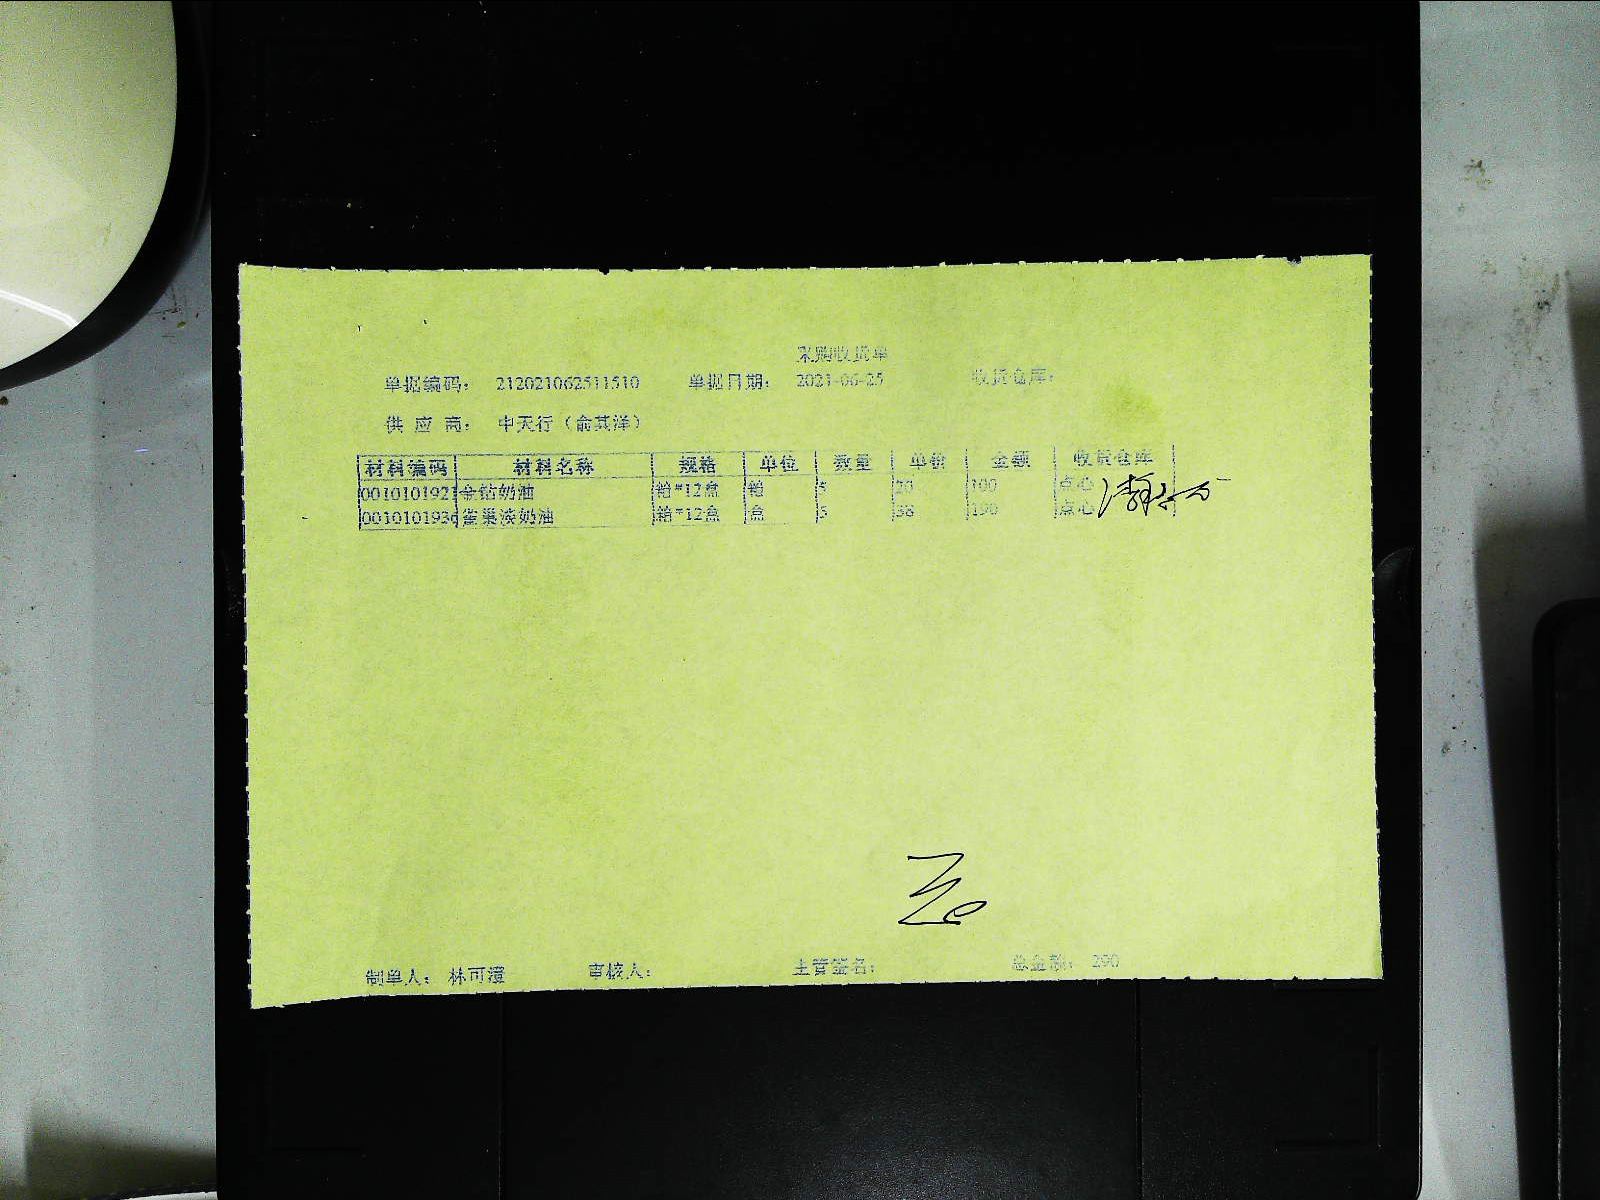 采购收货单
单据编码： 212021062511510 单据日期： 2021-06-25 收货仓库：
供 应 商： 中天行（俞其洋）
材料编码 材料名称 规格 单位 数量 单价 金额 收货仓库
0010101921 金钻奶油 箱*12盒 箱 5 20 100 点心
001010193 雀巢淡奶油 箱*12盒 盒 5 38 190 点心
制单人： 林可澶 审核人： 主管签名： 总金额： 290